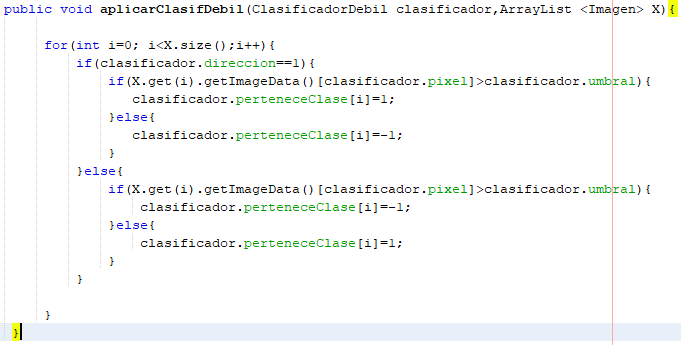 public void aplicarClasifDebil(ClasificadorDebil clasificador,ArrayList <Imagen> X){
for(int i=0; i<X.size();i++){
if(clasificador.direccion==1){
if(X.get(i).getImageData()[clasificador.pixel]>clasificador.umbral){
clasificador.perteneceClase[i]=1;
}else{
clasificador.perteneceClase[i]=-1;
}
}else{
if(X.get(i).getImageData()[clasificador.pixel]>clasificador.umbral){
clasificador.perteneceClase[i]=-1;
}else{
clasificador.perteneceClase[i]=1;
}
}
}
}